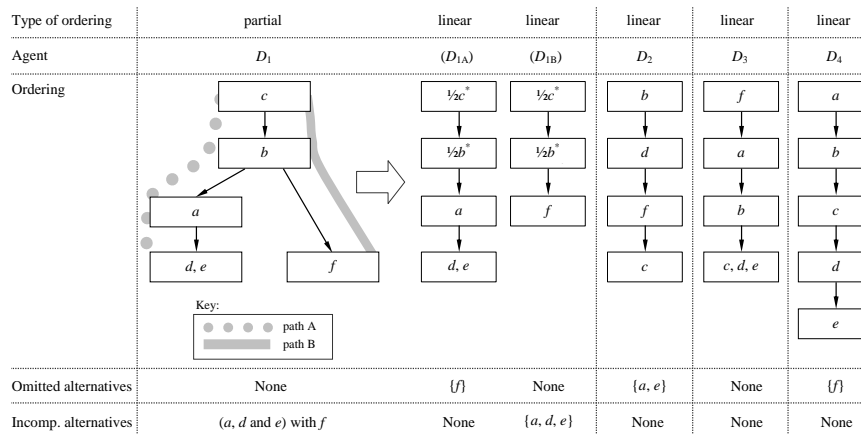 Type of ordering partial linear linear linear linear linear
Agent D1 (D1A) (D1B) D2 D3 D4
Ordering c ½c* ½c* b f a
b ½b* ½b* d a b
a a f f b c
d, e f d, e c c, d, e d
Key:
path A
path B
e
Omitted alternatives None {f} None {a, e} None {f}
Incomp. alternatives (a, d and e) with f None {a, d, e} None None None